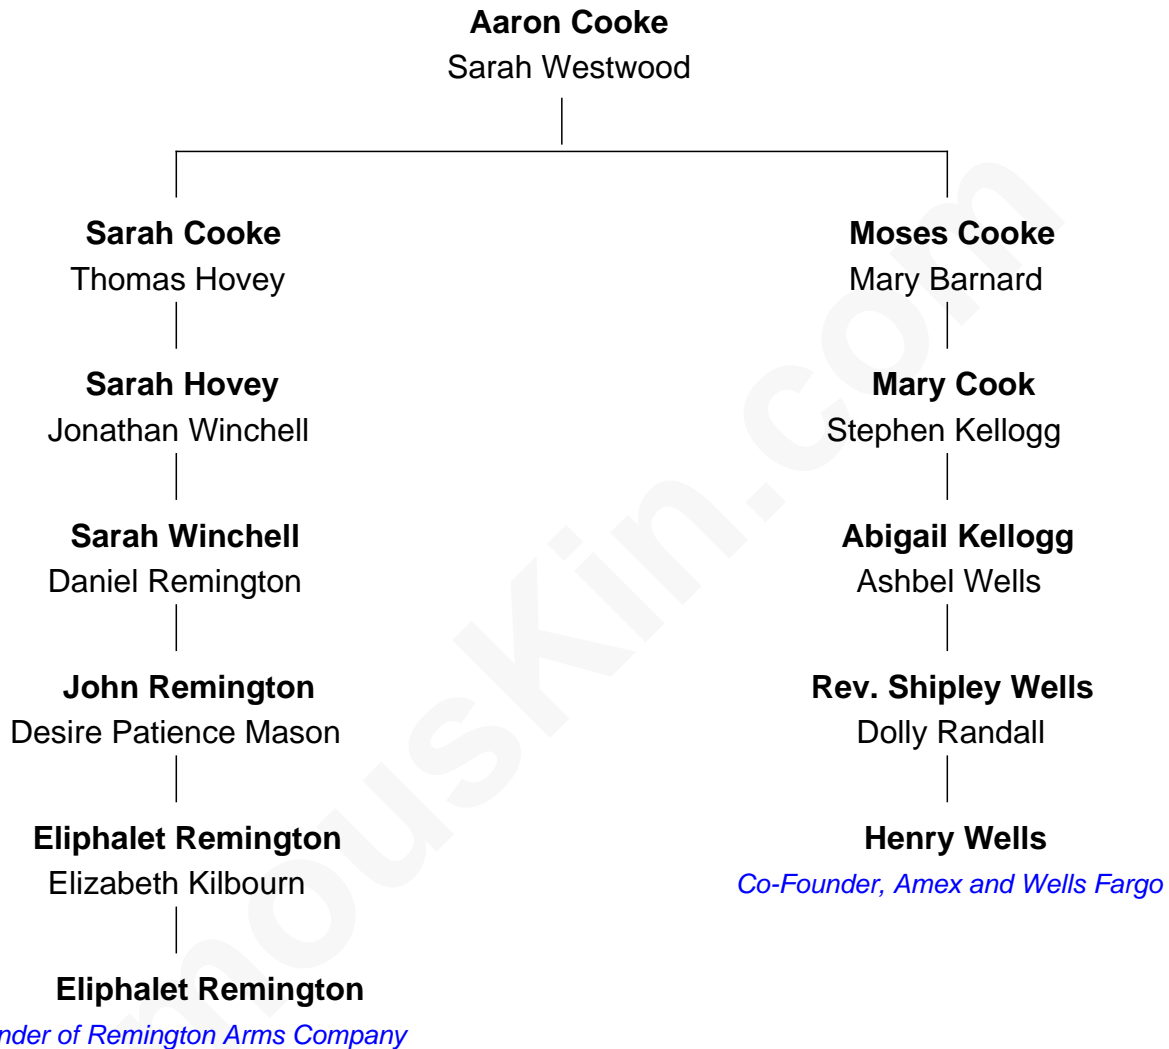 Aaron Cooke
Sarah Westwood
Sarah Cooke
Thomas Hovey
Moses Cooke
Mary Barnard
Sarah Hovey
Jonathan Winchell
Mary Cook
Stephen Kellogg
Sarah Winchell
Daniel Remington
Abigail Kellogg
Ashbel Wells
John Remington
Desire Patience Mason
Rev. Shipley Wells
Dolly Randall
Eliphalet Remington
Elizabeth Kilbourn
Henry Wells
Co-Founder, Amex and Wells Fargo
Eliphalet Remington
nder of Remington Arms Company
mouskin.com